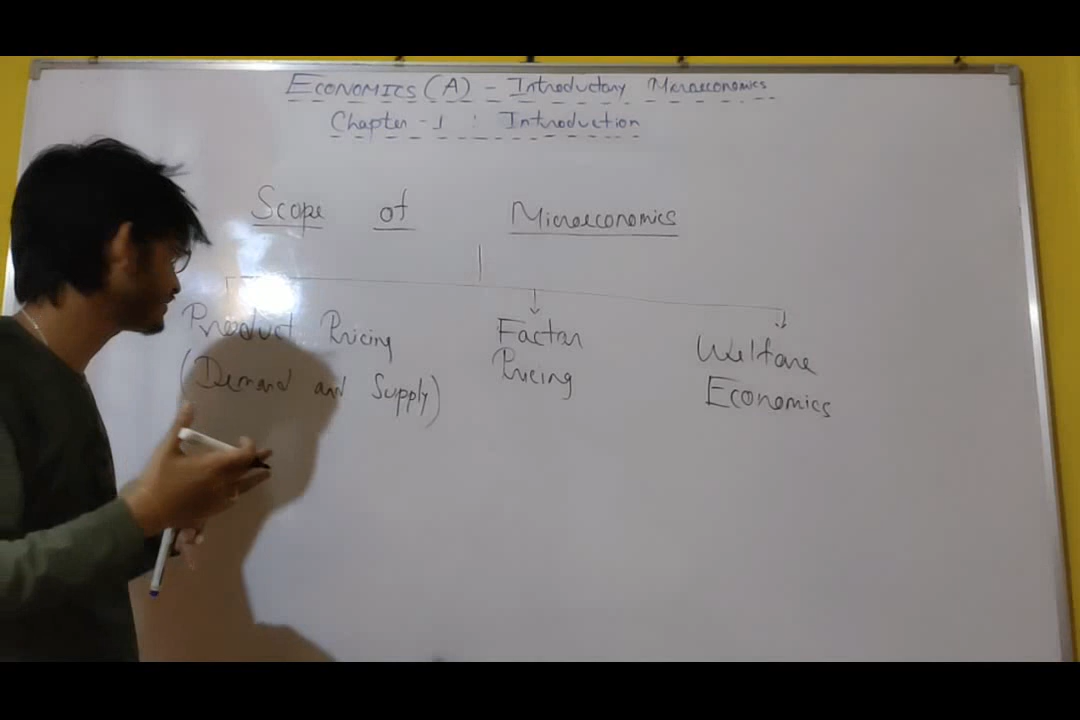 ECONOMICS (A) - Introductory Microeconomics
Chapter - 1 : Introduction
Scope of Microeconomics
Product Pricing
(Demand and Supply)
Factor
Pricing
Welfare
Economics